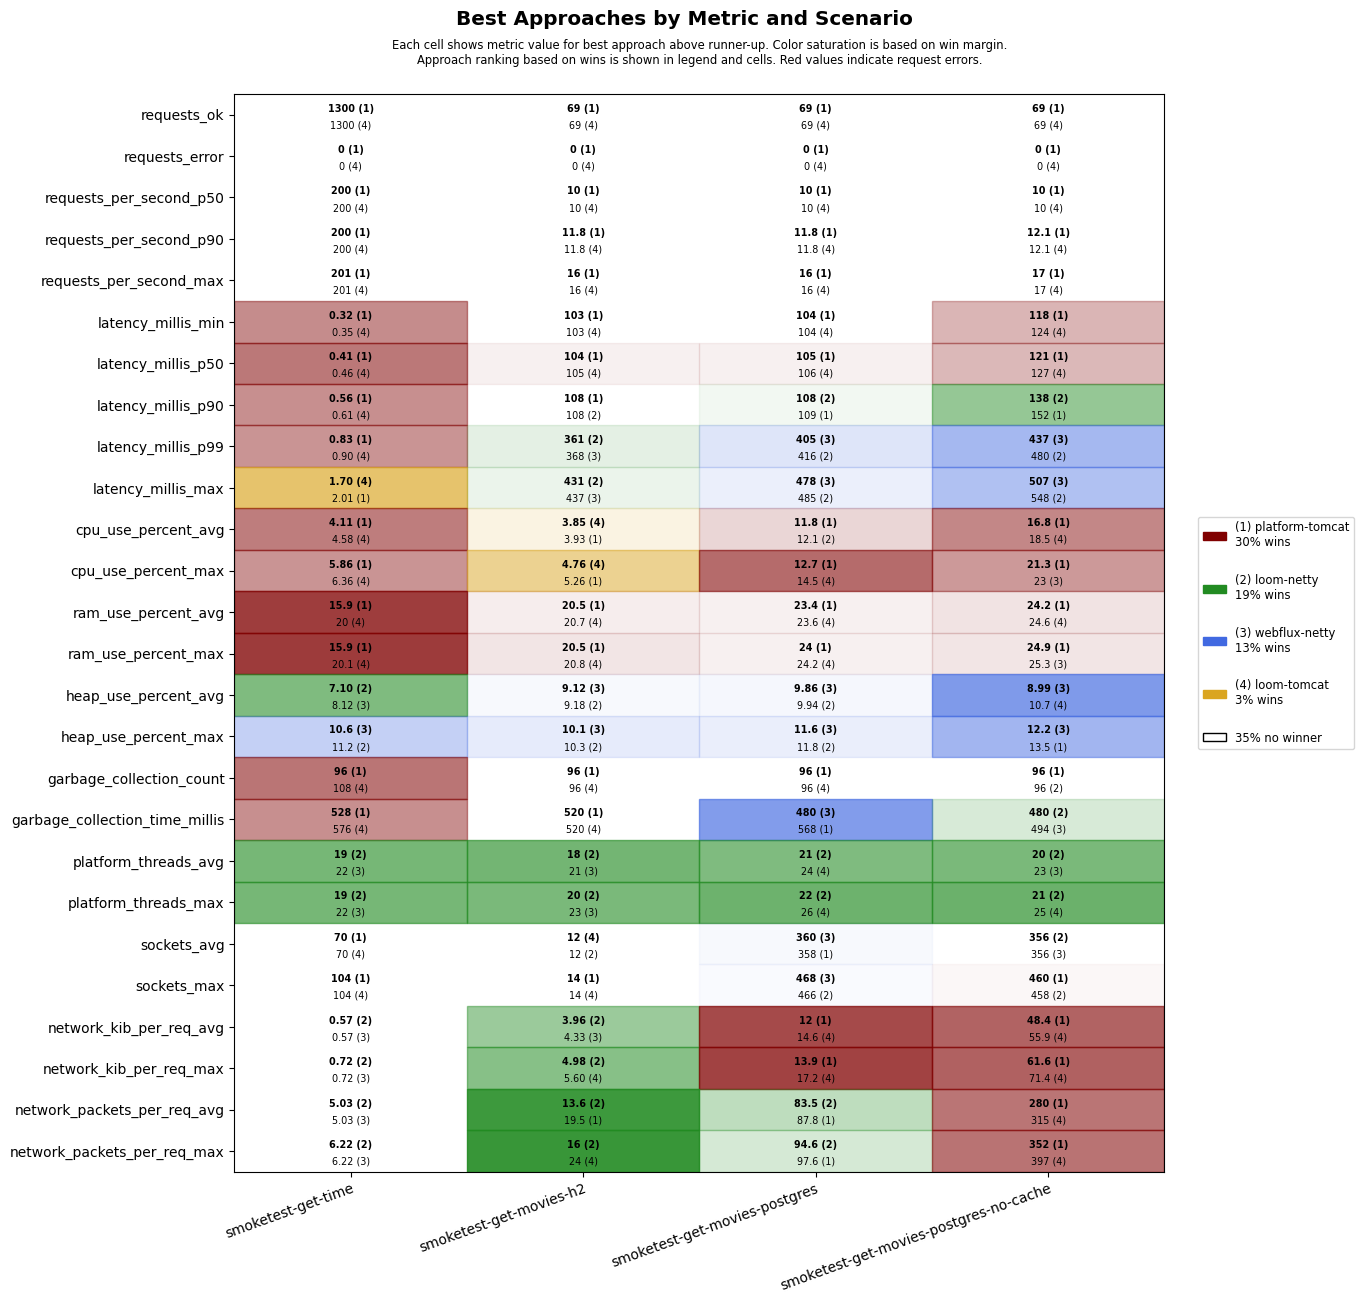 Best Approaches by Metric and Scenario
Each cell shows metric value for best approach above runner-up. Color saturation is based on win margin.
Approach ranking based on wins is shown in legend and cells. Red values indicate request errors.
requests_ok
1300 (1) 69 (1) 69 (1) 69 (1)
1300 (4) 69 (4) 69 (4) 69 (4)
requests_error
0 (1) 0 (1) 0 (1) 0 (1)
0 (4) 0 (4) 0 (4) 0 (4)
requests_per_second_p50
200 (1) 10 (1) 10 (1) 10 (1)
200 (4) 10 (4) 10 (4) 10 (4)
requests_per_second_p90
200 (1) 11.8 (1) 11.8 (1) 12.1 (1)
200 (4) 11.8 (4) 11.8 (4) 12.1 (4)
requests_per_second_max
201 (1) 16 (1) 16 (1) 17 (1)
201 (4) 16 (4) 16 (4) 17 (4)
latency_millis_min
0.32 (1) 103 (1) 104 (1) 118 (1)
0.35 (4) 103 (4) 104 (4) 124 (4)
latency_millis_p50
0.41 (1) 104 (1) 105 (1) 121 (1)
0.46 (4) 105 (4) 106 (4) 127 (4)
latency_millis_p90
0.56 (1) 108 (1) 108 (2) 138 (2)
0.61 (4) 108 (2) 109 (1) 152 (1)
latency_millis_p99
0.83 (1) 361 (2) 405 (3) 437 (3)
0.90 (4) 368 (3) 416 (2) 480 (2)
latency_millis_max
1.70 (4) 431 (2) 478 (3) 507 (3)
2.01 (1) 437 (3) 485 (2) 548 (2)
cpu_use_percent_avg
4.11 (1) 3.85 (4) 11.8 (1) 16.8 (1)
4.58 (4) 3.93 (1) 12.1 (2) 18.5 (4)
cpu_use_percent_max
5.86 (1) 4.76 (4) 12.7 (1) 21.3 (1)
6.36 (4) 5.26 (1) 14.5 (4) 23 (3)
ram_use_percent_avg
15.9 (1) 20.5 (1) 23.4 (1) 24.2 (1)
20 (4) 20.7 (4) 23.6 (4) 24.6 (4)
ram_use_percent_max
15.9 (1) 20.5 (1) 24 (1) 24.9 (1)
20.1 (4) 20.8 (4) 24.2 (4) 25.3 (3)
heap_use_percent_avg
7.10 (2) 9.12 (3) 9.86 (3) 8.99 (3)
8.12 (3) 9.18 (2) 9.94 (2) 10.7 (4)
heap_use_percent_max
10.6 (3) 10.1 (3) 11.6 (3) 12.2 (3)
11.2 (2) 10.3 (2) 11.8 (2) 13.5 (1)
garbage_collection_count
96 (1) 96 (1) 96 (1) 96 (1)
108 (4) 96 (4) 96 (4) 96 (2)
garbage_collection_time_millis
528 (1) 520 (1) 480 (3) 480 (2)
576 (4) 520 (4) 568 (1) 494 (3)
platform_threads_avg
19 (2) 18 (2) 21 (2) 20 (2)
22 (3) 21 (3) 24 (4) 23 (3)
platform_threads_max
19 (2) 20 (2) 22 (2) 21 (2)
22 (3) 23 (3) 26 (4) 25 (4)
sockets_avg
70 (1) 12 (4) 360 (3) 356 (2)
70 (4) 12 (2) 358 (1) 356 (3)
sockets_max
104 (1) 14 (1) 468 (3) 460 (1)
104 (4) 14 (4) 466 (2) 458 (2)
network_kib_per_req_avg
0.57 (2) 3.96 (2) 12 (1) 48.4 (1)
0.57 (3) 4.33 (3) 14.6 (4) 55.9 (4)
network_kib_per_req_max
0.72 (2) 4.98 (2) 13.9 (1) 61.6 (1)
0.72 (3) 5.60 (4) 17.2 (4) 71.4 (4)
network_packets_per_req_avg
5.03 (2) 13.6 (2) 83.5 (2) 280 (1)
5.03 (3) 19.5 (1) 87.8 (1) 315 (4)
network_packets_per_req_max
6.22 (2) 16 (2) 94.6 (2) 352 (1)
6.22 (3) 24 (4) 97.6 (1) 397 (4)
smoketest-get-time
smoketest-get-movies-h2
smoketest-get-movies-postgres
smoketest-get-movies-postgres-no-cache
(1) platform-tomcat
30% wins
(2) loom-netty
19% wins
(3) webflux-netty
13% wins
(4) loom-tomcat
3% wins
35% no winner